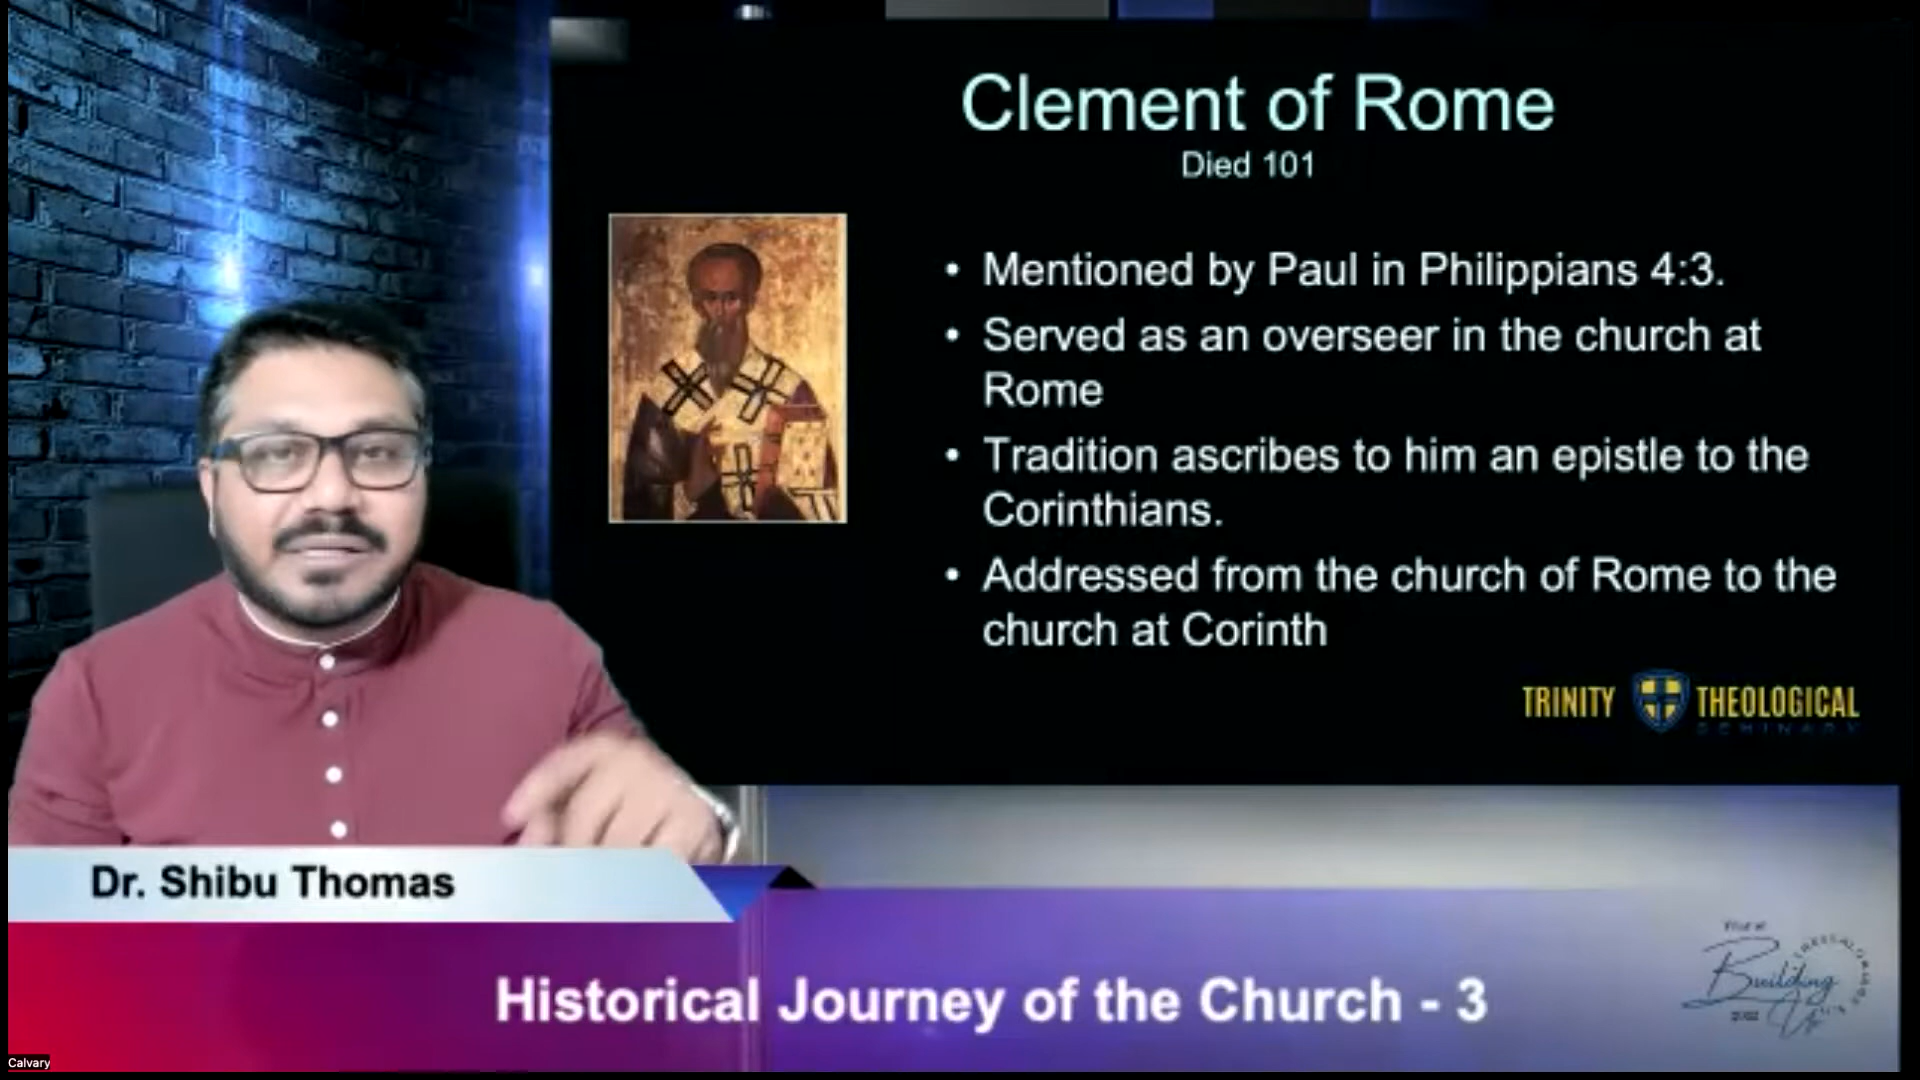 Clement of Rome
Died 101
• Mentioned by Paul in Philippians 4:3.
• Served as an overseer in the church at
Rome
• Tradition ascribes to him an epistle to the
Corinthians.
• Addressed from the church of Rome to the
church at Corinth
TRINITY THEOLOGICAL
SEMINARY
Dr. Shibu Thomas
Historical Journey of the Church - 3
Building
Calvary